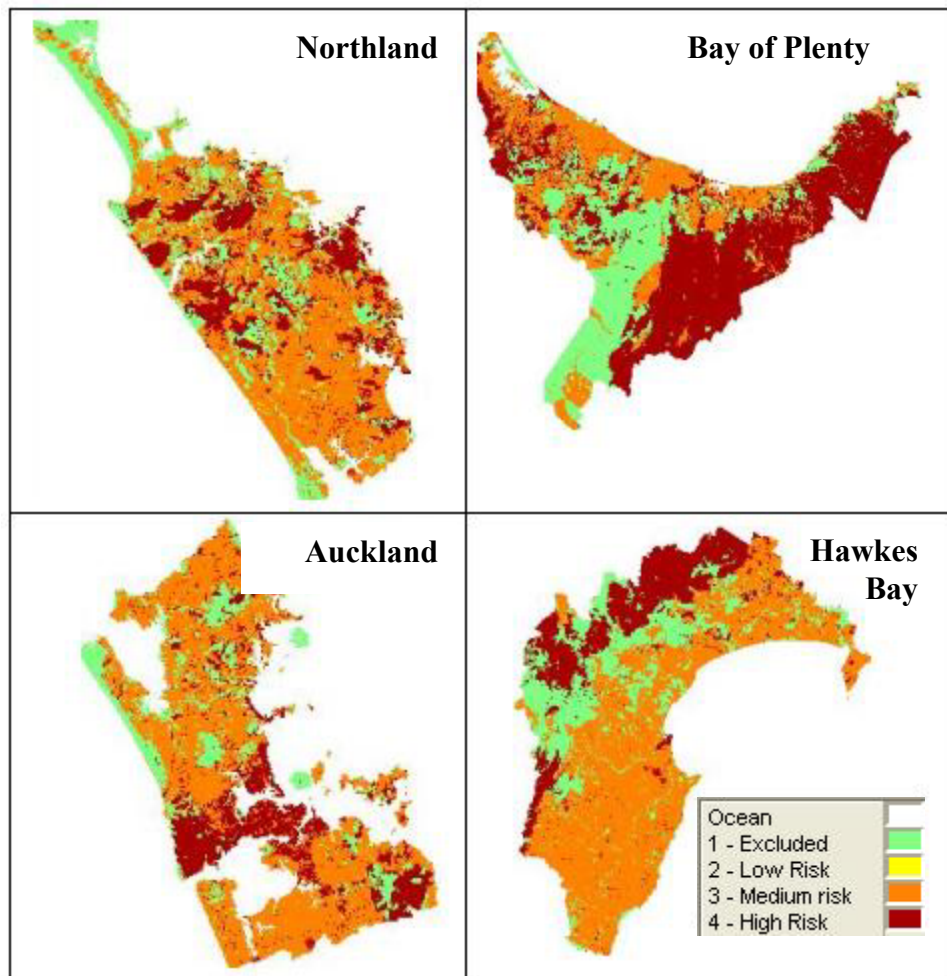 Northland
Bay of Plenty
Auckland
Hawkes
Bay
Ocean
1 - Excluded
2 - Low Risk
3 - Medium risk
4 - High Risk